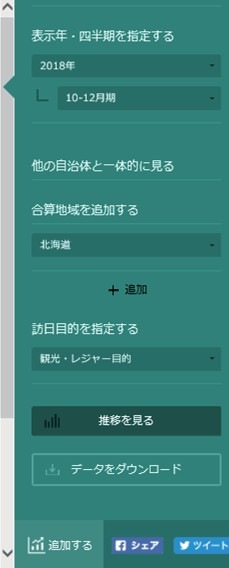 表示年・四半期を指定する
2018年
10-12月期
他の自治体と一体的に見る
合算地域を追加する
北海道
+ 追加
訪日目的を指定する
観光・レジャー目的
推移を見る
データをダウンロード
追加する
シェア
ツイート